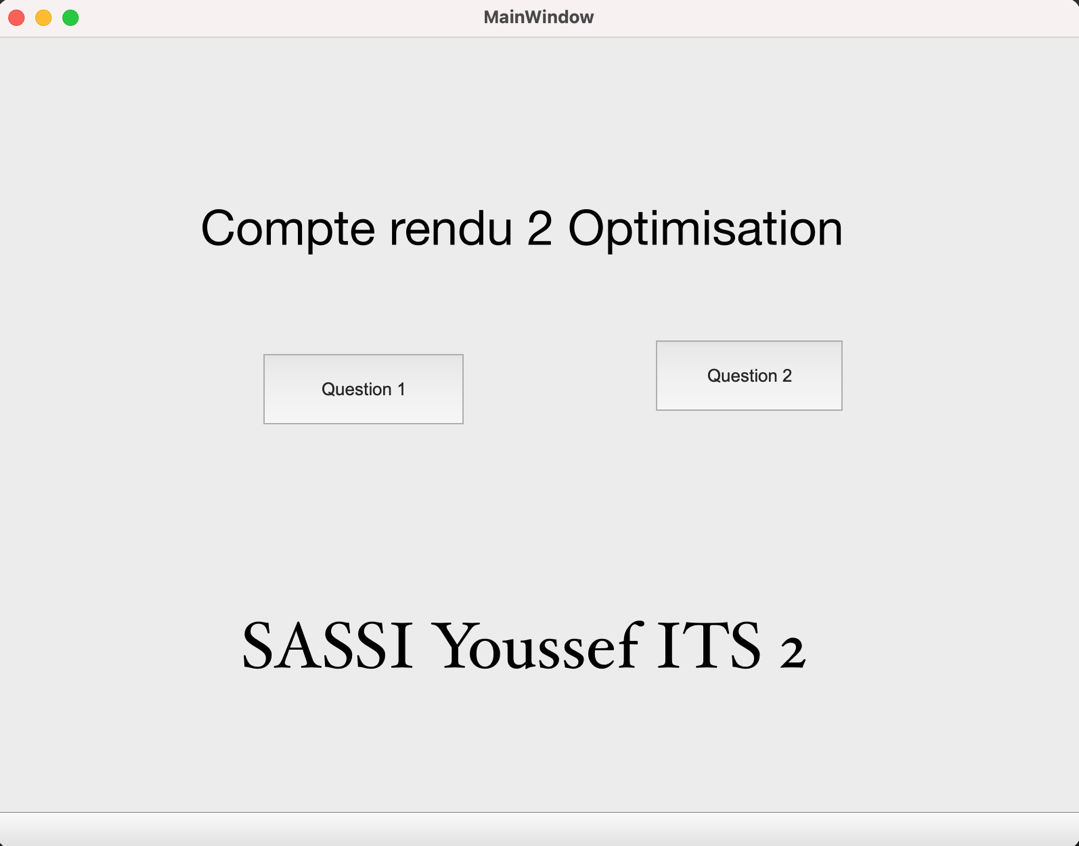 MainWindow
Compte rendu 2 Optimisation
Question 1
Question 2
SASSI Youssef ITS 2